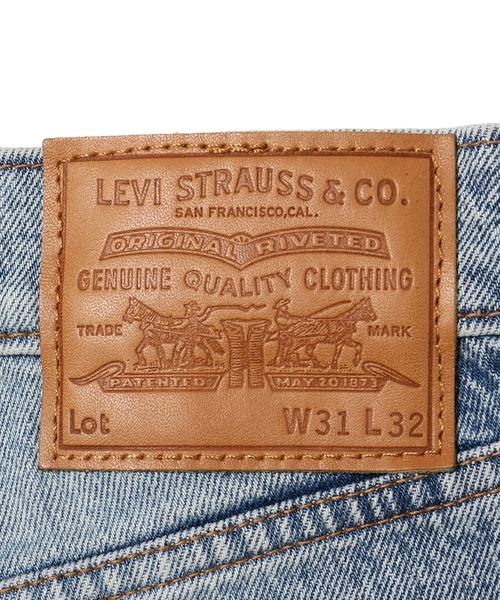 LEVI STRAUSS & CO.
SAN FRANCISCO, CAL.
ORIGINAL RIVETED
GENUINE QUALITY CLOTHING
TRADE MARK
PATENTED MAY 20 1873
Lot W31 L32